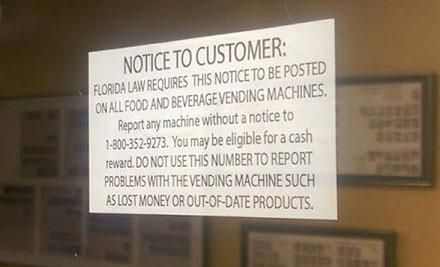 NOTICE TO CUSTOMER:
FLORIDA LAW REQUIRES THIS NOTICE TO BE POSTED
ON ALL FOOD AND BEVERAGE VENDING MACHINES.
Report any machine without a notice to
1-800-352-9273. You may be eligible for a cash
reward. DO NOT USE THIS NUMBER TO REPORT
PROBLEMS WITH THE VENDING MACHINE SUCH
AS LOST MONEY OR OUT-OF-DATE PRODUCTS.